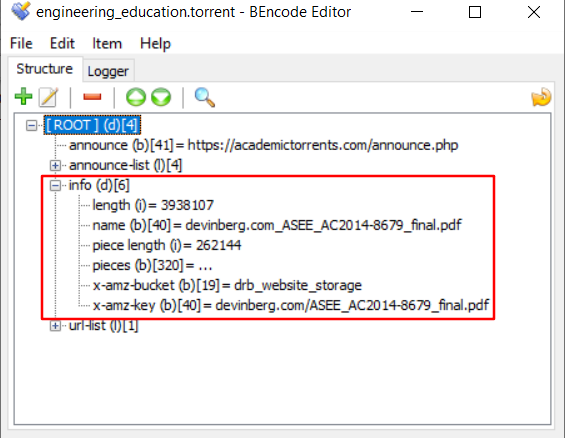 engineering_education.torrent - BEncode Editor
File Edit Item Help
Structure Logger
[ROOT] (d)[4]
announce (b)[41]= https://academictorrents.com/announce.php
announce-list (l)[4]
info (d)[6]
length (i)= 3938107
name (b)[40]= devinberg.com_ASEE_AC2014-8679_final.pdf
piece length (i)= 262144
pieces (b)[320]= ...
x-amz-bucket (b)[19]= drb_website_storage
x-amz-key (b)[40]= devinberg.com/ASEE_AC2014-8679_final.pdf
url-list (l)[1]